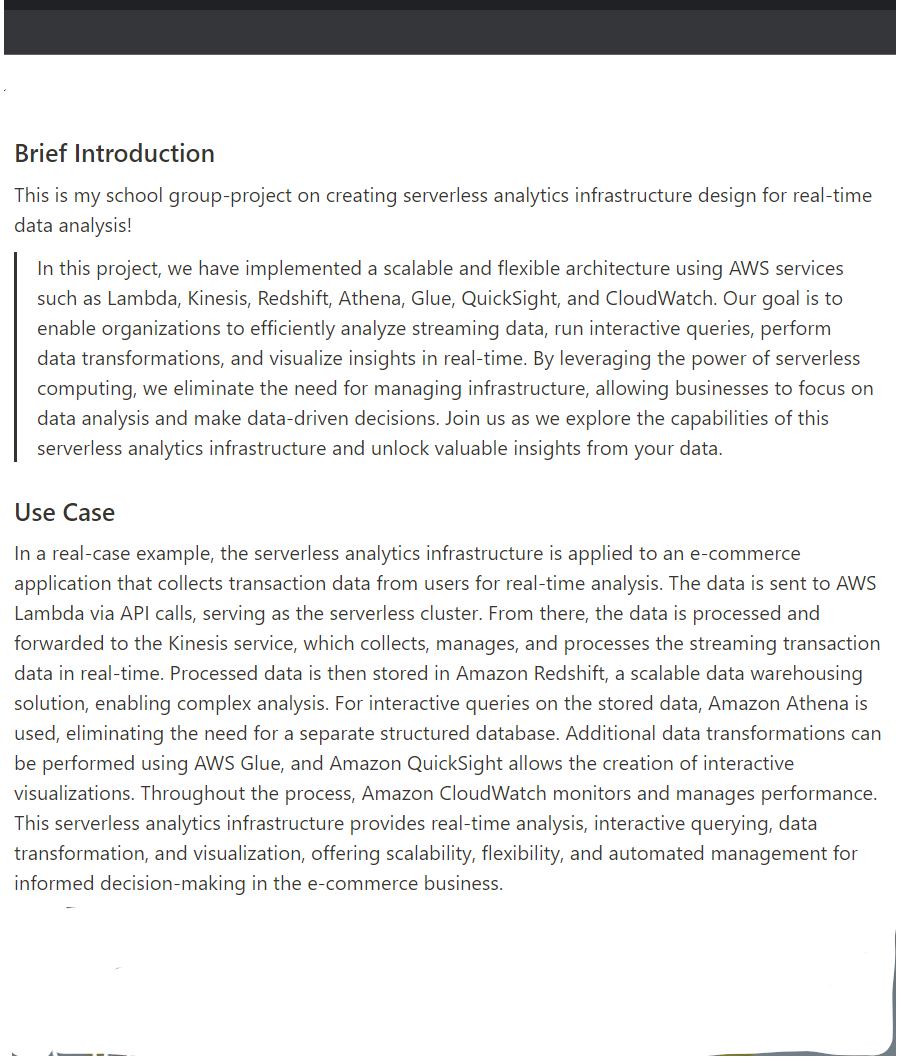 Brief Introduction
This is my school group-project on creating serverless analytics infrastructure design for real-time
data analysis!
In this project, we have implemented a scalable and flexible architecture using AWS services
such as Lambda, Kinesis, Redshift, Athena, Glue, QuickSight, and CloudWatch. Our goal is to
enable organizations to efficiently analyze streaming data, run interactive queries, perform
data transformations, and visualize insights in real-time. By leveraging the power of serverless
computing, we eliminate the need for managing infrastructure, allowing businesses to focus on
data analysis and make data-driven decisions. Join us as we explore the capabilities of this
serverless analytics infrastructure and unlock valuable insights from your data.
Use Case
In a real-case example, the serverless analytics infrastructure is applied to an e-commerce
application that collects transaction data from users for real-time analysis. The data is sent to AWS
Lambda via API calls, serving as the serverless cluster. From there, the data is processed and
forwarded to the Kinesis service, which collects, manages, and processes the streaming transaction
data in real-time. Processed data is then stored in Amazon Redshift, a scalable data warehousing
solution, enabling complex analysis. For interactive queries on the stored data, Amazon Athena is
used, eliminating the need for a separate structured database. Additional data transformations can
be performed using AWS Glue, and Amazon QuickSight allows the creation of interactive
visualizations. Throughout the process, Amazon CloudWatch monitors and manages performance.
This serverless analytics infrastructure provides real-time analysis, interactive querying, data
transformation, and visualization, offering scalability, flexibility, and automated management for
informed decision-making in the e-commerce business.